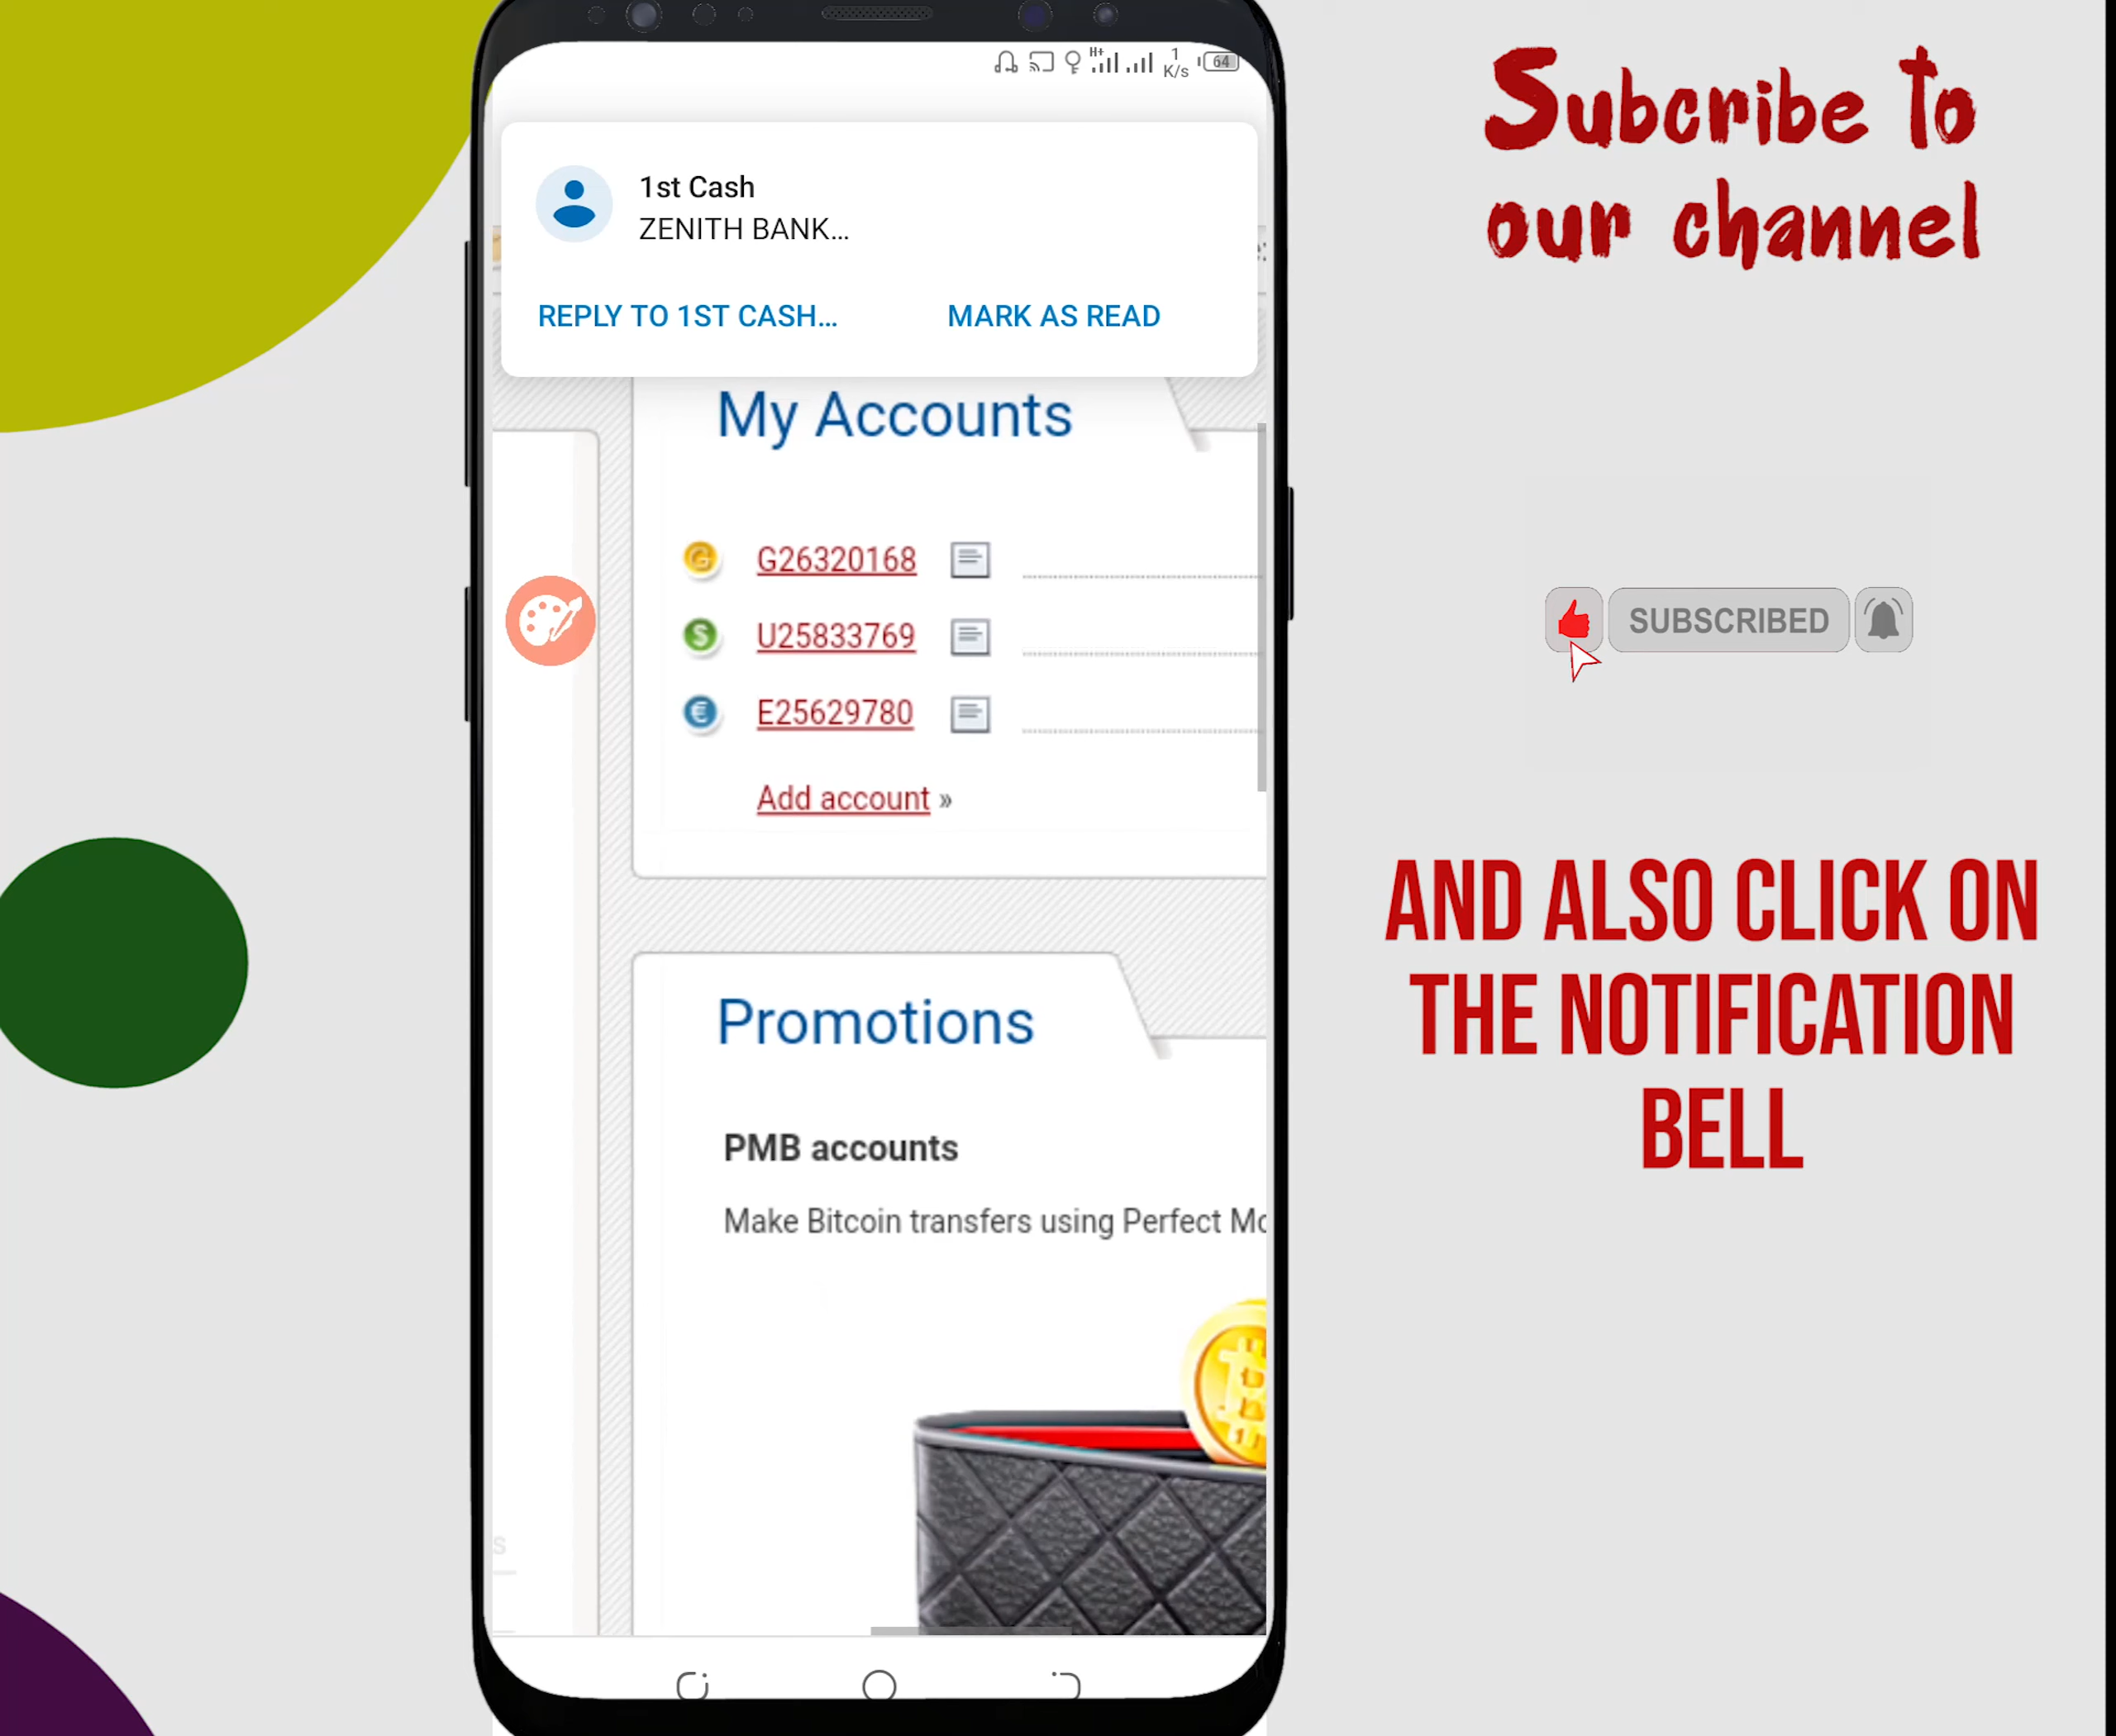 H+
1
K/s
64
1st Cash
ZENITH BANK...
REPLY TO 1ST CASH...
MARK AS READ
My Accounts
G26320168
U25833769
E25629780
Add account »
Promotions
PMB accounts
Make Bitcoin transfers using Perfect Mo
Subcribe To
our channel
SUBSCRIBED
AND ALSO CLICK ON
THE NOTIFICATION
BELL